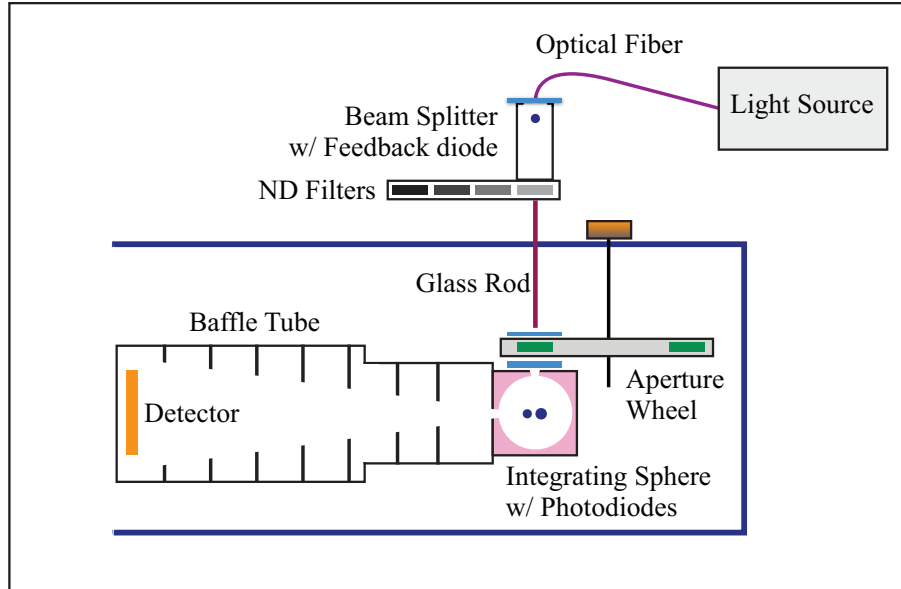 Optical Fiber
Light Source
Beam Splitter
w/ Feedback diode
ND Filters
Glass Rod
Baffle Tube
Detector
Aperture
Wheel
Integrating Sphere
w/ Photodiodes